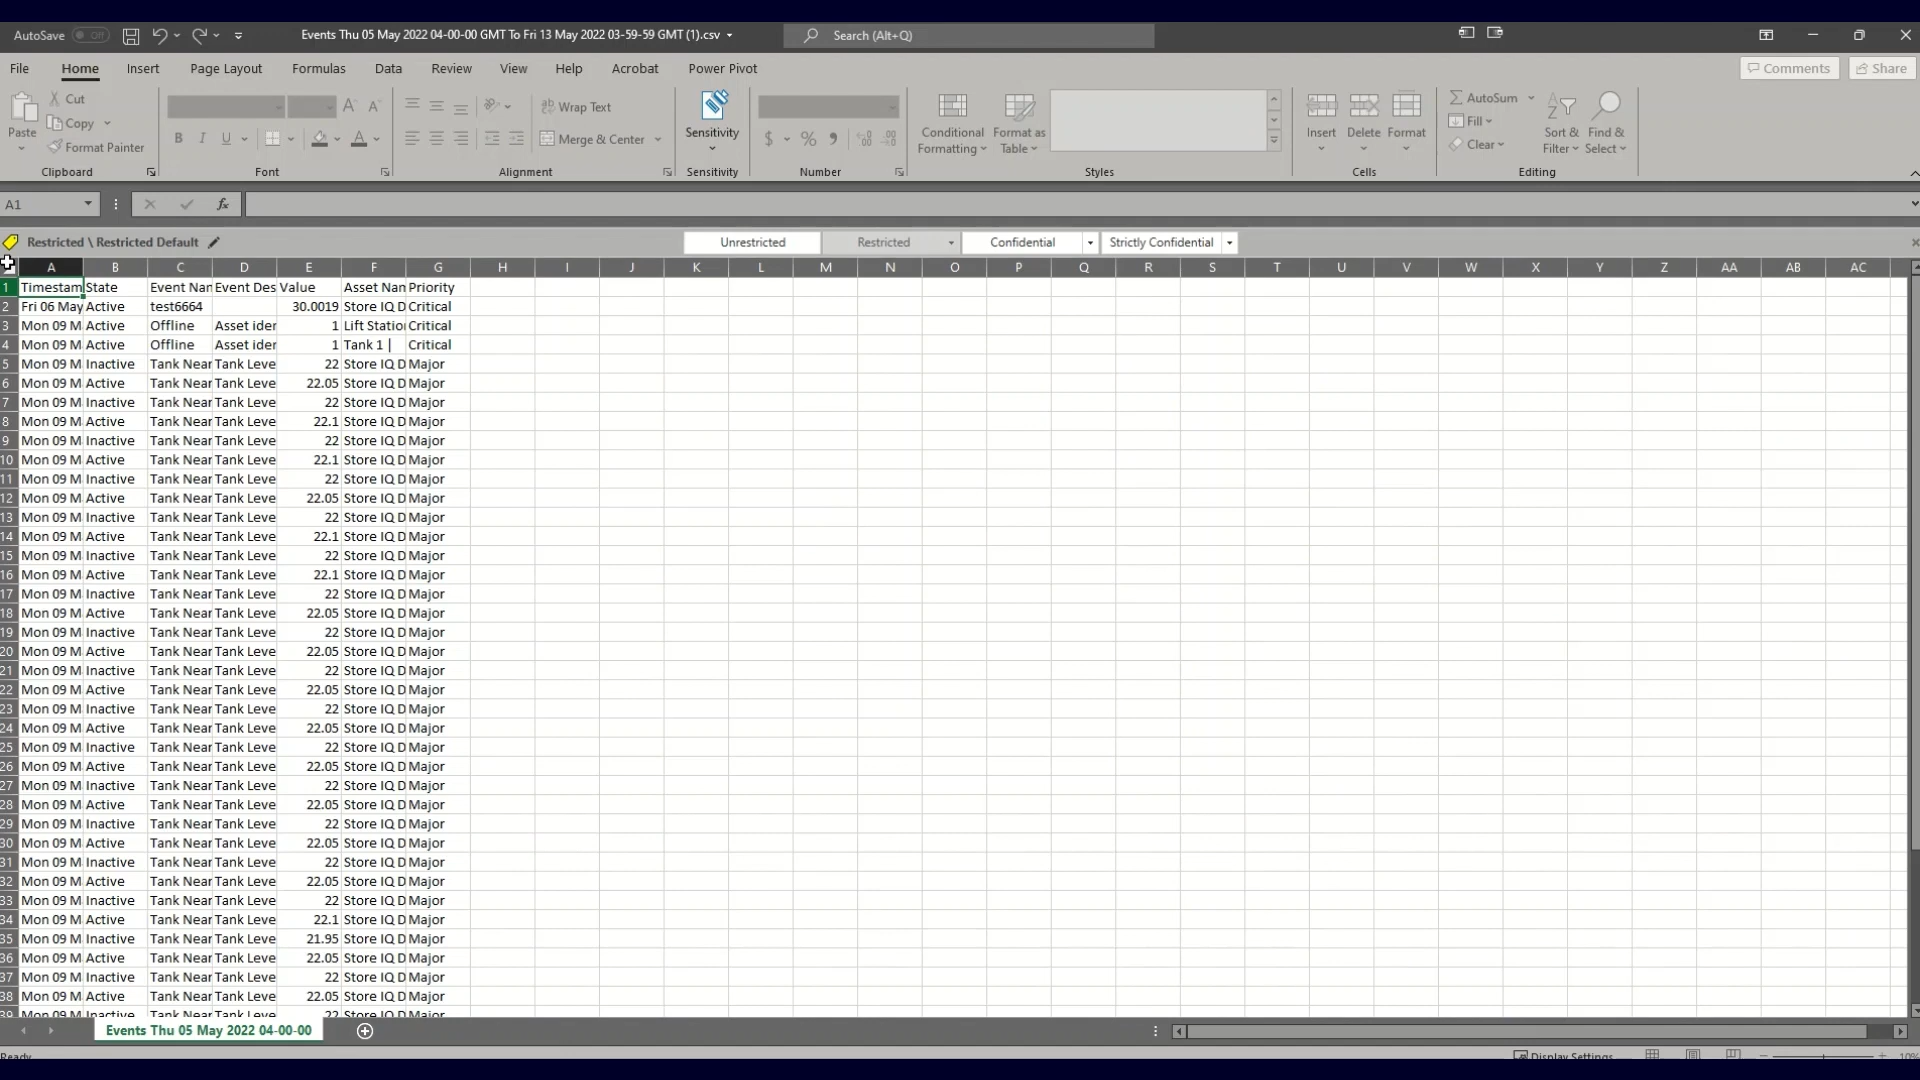 AutoSave Off Events Thu 05 May 2022 04-00-00 GMT To Fri 13 May 2022 03-59-59 GMT (1).csv Search (Alt+Q)
File Home Insert Page Layout Formulas Data Review View Help Acrobat Power Pivot Comments Share
Paste Cut Copy Format Painter Clipboard
B I U Font
Wrap Text Merge & Center Alignment
Sensitivity Sensitivity
$ % Number
Conditional Formatting Format as Table Styles
Insert Delete Format Cells
AutoSum Fill Clear Sort & Filter Find & Select Editing
A1 fx
Restricted \ Restricted Default Unrestricted Restricted Confidential Strictly Confidential
A B C D E F G H I J K L M N O P Q R S T U V W X Y Z AA AB AC
1 Timestam State Event Nar Event Des Value Asset Nan Priority
2 Fri 06 May Active test6664 30.0019 Store IQ D Critical
3 Mon 09 M Active Offline Asset ider 1 Lift Statior Critical
4 Mon 09 M Active Offline Asset ider 1 Tank 1 | Critical
5 Mon 09 M Inactive Tank Near Tank Leve 22 Store IQ D Major
6 Mon 09 M Active Tank Near Tank Leve 22.05 Store IQ D Major
7 Mon 09 M Inactive Tank Near Tank Leve 22 Store IQ D Major
8 Mon 09 M Active Tank Near Tank Leve 22.1 Store IQ D Major
9 Mon 09 M Inactive Tank Near Tank Leve 22 Store IQ D Major
10 Mon 09 M Active Tank Near Tank Leve 22.1 Store IQ D Major
11 Mon 09 M Inactive Tank Near Tank Leve 22 Store IQ D Major
12 Mon 09 M Active Tank Near Tank Leve 22.05 Store IQ D Major
13 Mon 09 M Inactive Tank Near Tank Leve 22 Store IQ D Major
14 Mon 09 M Active Tank Near Tank Leve 22.1 Store IQ D Major
15 Mon 09 M Inactive Tank Near Tank Leve 22 Store IQ D Major
16 Mon 09 M Active Tank Near Tank Leve 22.1 Store IQ D Major
17 Mon 09 M Inactive Tank Near Tank Leve 22 Store IQ D Major
18 Mon 09 M Active Tank Near Tank Leve 22.05 Store IQ D Major
19 Mon 09 M Inactive Tank Near Tank Leve 22 Store IQ D Major
20 Mon 09 M Active Tank Near Tank Leve 22.05 Store IQ D Major
21 Mon 09 M Inactive Tank Near Tank Leve 22 Store IQ D Major
22 Mon 09 M Active Tank Near Tank Leve 22.05 Store IQ D Major
23 Mon 09 M Inactive Tank Near Tank Leve 22 Store IQ D Major
24 Mon 09 M Active Tank Near Tank Leve 22.05 Store IQ D Major
25 Mon 09 M Inactive Tank Near Tank Leve 22 Store IQ D Major
26 Mon 09 M Active Tank Near Tank Leve 22.05 Store IQ D Major
27 Mon 09 M Inactive Tank Near Tank Leve 22 Store IQ D Major
28 Mon 09 M Active Tank Near Tank Leve 22.05 Store IQ D Major
29 Mon 09 M Inactive Tank Near Tank Leve 22 Store IQ D Major
30 Mon 09 M Active Tank Near Tank Leve 22.05 Store IQ D Major
31 Mon 09 M Inactive Tank Near Tank Leve 22 Store IQ D Major
32 Mon 09 M Active Tank Near Tank Leve 22.05 Store IQ D Major
33 Mon 09 M Inactive Tank Near Tank Leve 22 Store IQ D Major
34 Mon 09 M Active Tank Near Tank Leve 22.1 Store IQ D Major
35 Mon 09 M Inactive Tank Near Tank Leve 21.95 Store IQ D Major
36 Mon 09 M Active Tank Near Tank Leve 22.05 Store IQ D Major
37 Mon 09 M Inactive Tank Near Tank Leve 22 Store IQ D Major
38 Mon 09 M Active Tank Near Tank Leve 22.05 Store IQ D Major
39 Mon 09 M Inactive Tank Near Tank Leve 22 Store IQ D Major
Events Thu 05 May 2022 04-00-00
Ready Display Settings